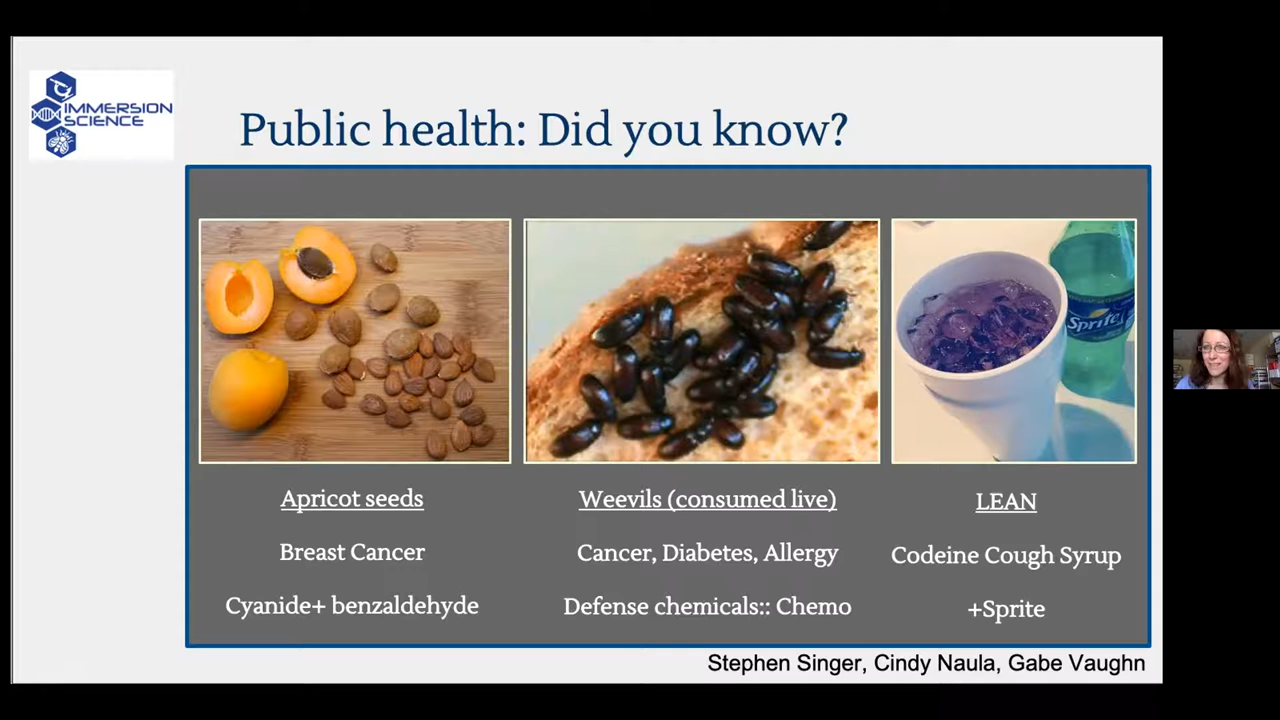 IMMERSION
SCIENCE
Public health: Did you know?
Sprite
Apricot seeds
Breast Cancer
Cyanide+ benzaldehyde
Weevils (consumed live)
Cancer, Diabetes, Allergy
Defense chemicals:: Chemo
LEAN
Codeine Cough Syrup
+Sprite
Stephen Singer, Cindy Naula, Gabe Vaughn